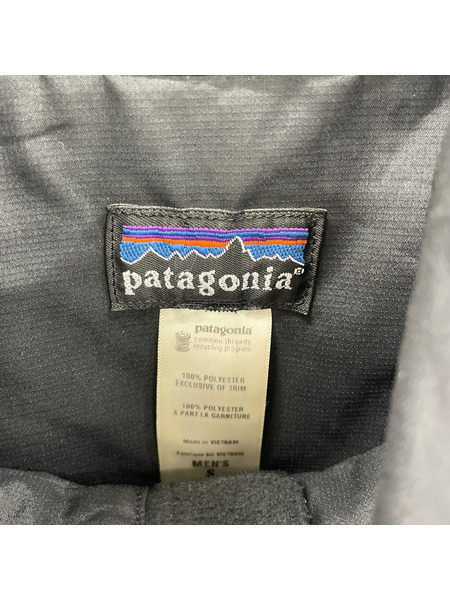 patagonia®
patagonia
common threads
recycling program
100% POLYESTER
EXCLUSIVE OF TRIM
100% POLYESTER
A PART LA GARNITURE
Made in VIETNAM
Fabriqué AU VIETNAM
MEN'S
S